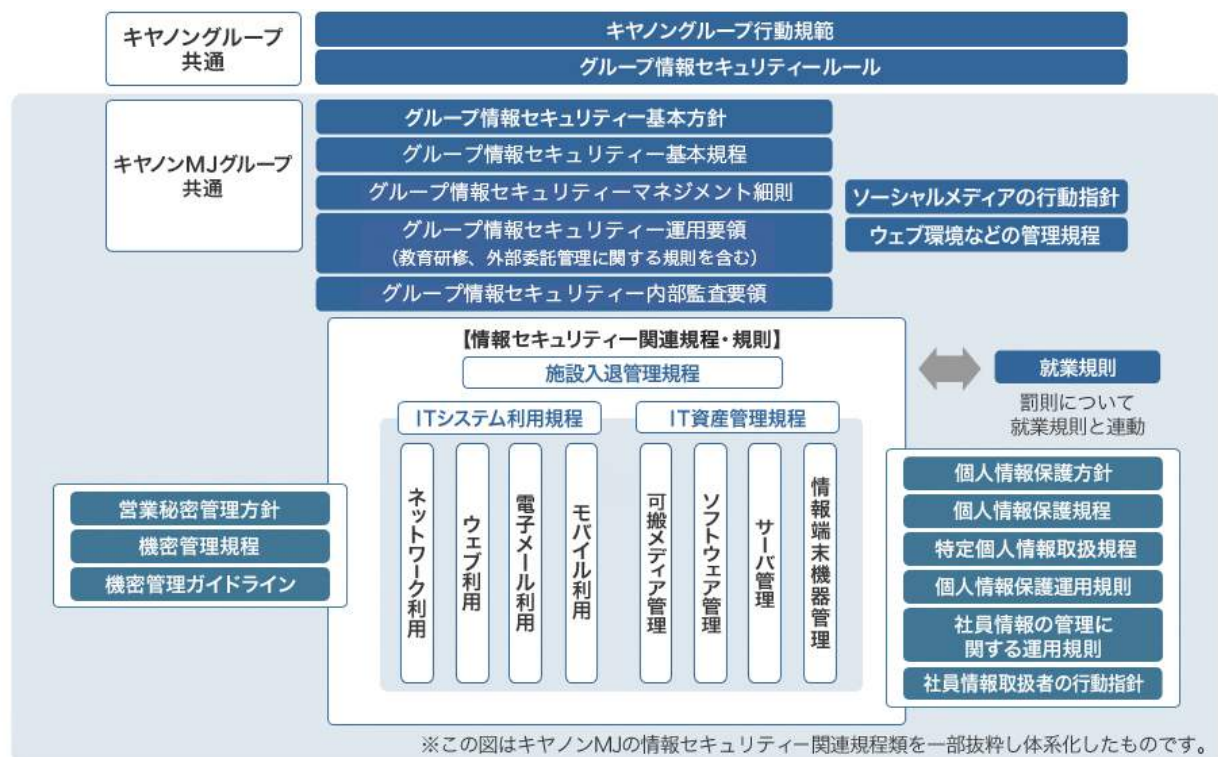 キヤノングループ
共通
キヤノングループ行動規範
グループ情報セキュリティールール
キヤノンMJグループ
共通
グループ情報セキュリティー基本方針
グループ情報セキュリティー基本規程
グループ情報セキュリティーマネジメント細則
グループ情報セキュリティー運用要領
（教育研修、外部委託管理に関する規則を含む）
グループ情報セキュリティー内部監査要領
ソーシャルメディアの行動指針
ウェブ環境などの管理規程
【情報セキュリティー関連規程・規則】
施設入退管理規程
ITシステム利用規程
ネットワーク利用
ウェブ利用
電子メール利用
モバイル利用
IT資産管理規程
可搬メディア管理
ソフトウェア管理
サーバ管理
情報端末機器管理
就業規則
罰則について
就業規則と連動
営業秘密管理方針
機密管理規程
機密管理ガイドライン
個人情報保護方針
個人情報保護規程
特定個人情報取扱規程
個人情報保護運用規則
社員情報の管理に
関する運用規則
社員情報取扱者の行動指針
※この図はキヤノンMJの情報セキュリティー関連規程類を一部抜粋し体系化したものです。